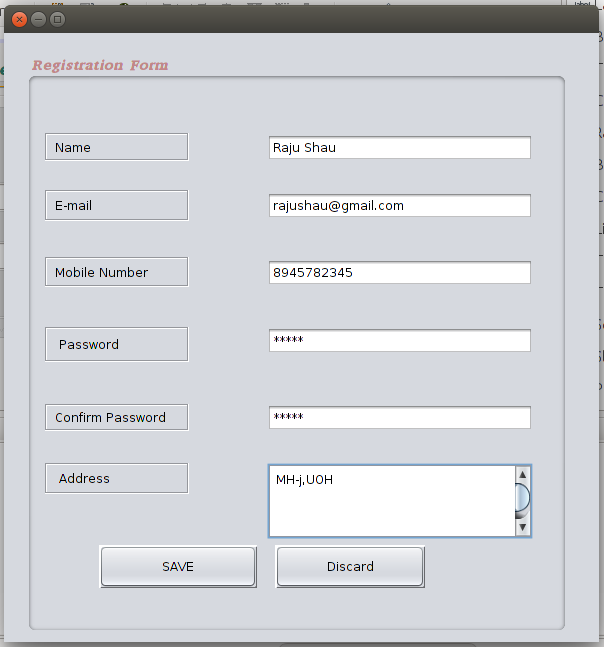 Registration Form
Name Raju Shau
E-mail rajushau@gmail.com
Mobile Number 8945782345
Password *****
Confirm Password *****
Address MH-j,UOH
SAVE Discard